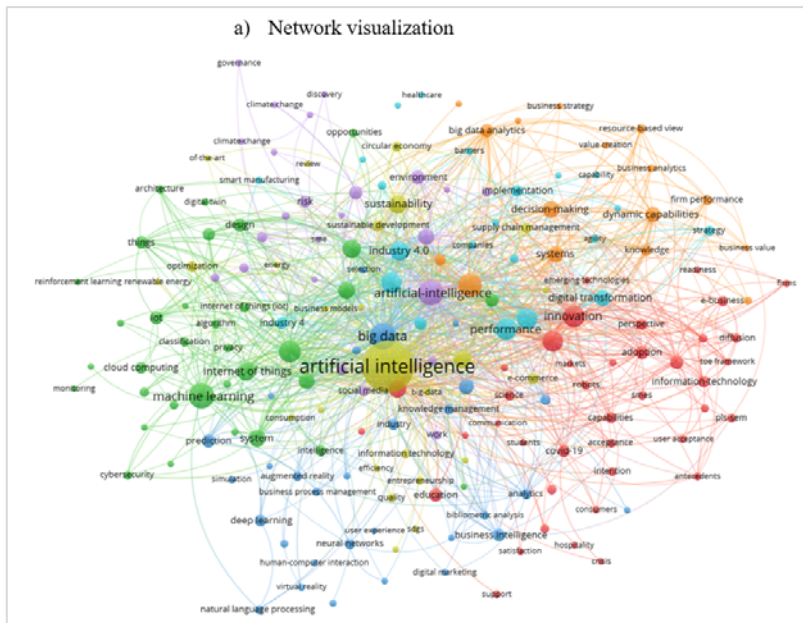 a) Network visualization
governance
discovery
healthcare
climate change
business strategy
opportunities
big data analytics
resource-based view
climate-change
circular economy
barriers
value creation
of-the-art
review
smart manufacturing
environment
capability
business analytics
architecture
risk
implementation
digital twin
sustainability
firm performance
design
sustainable development
decision-making
dynamic capabilities
supply chain management
strategy
things
industry 4.0
companies
agility
knowledge
business value
optimization
energy
selection
systems
readiness
reinforcement learning
renewable energy
artificial-intelligence
emerging technologies
firms
internet of things (iot)
business models
digital transformation
e-business
iot
algorithm
industry 4
innovation
perspective
classification
big data
performance
diffusion
privacy
markets
adoption
toe framework
cloud computing
internet of things
artificial intelligence
e-commerce
robots
information-technology
monitoring
machine learning
social media
big-data
science
smes
consumption
knowledge management
capabilities
pls-sem
communication
prediction
system
industry
work
students
acceptance
user acceptance
intelligence
information technology
covid-19
cybersecurity
efficiency
intention
antecedents
simulation
augmented reality
entrepreneurship
business process management
quality
education
analytics
consumers
deep learning
bibliometric analysis
user experience
sdgs
business intelligence
neural-networks
satisfaction
hospitality
human-computer interaction
digital marketing
crisis
virtual reality
support
natural language processing